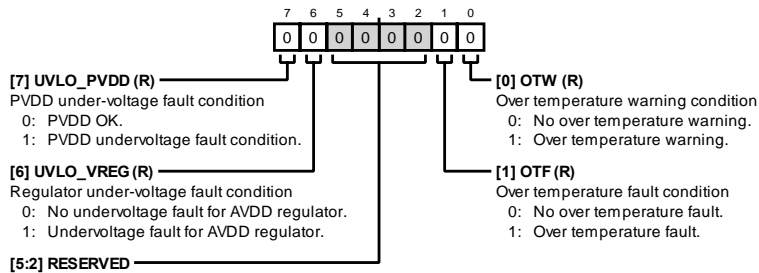 7 6 5 4 3 2 1 0
0 0 0 0 0 0 0 0
[7] UVLO_PVDD (R)
PVDD under-voltage fault condition
0: PVDD OK.
1: PVDD undervoltage fault condition.
[6] UVLO_VREG (R)
Regulator under-voltage fault condition
0: No undervoltage fault for AVDD regulator.
1: Undervoltage fault for AVDD regulator.
[5:2] RESERVED
[0] OTW (R)
Over temperature warning condition
0: No over temperature warning.
1: Over temperature warning.
[1] OTF (R)
Over temperature fault condition
0: No over temperature fault.
1: Over temperature fault.